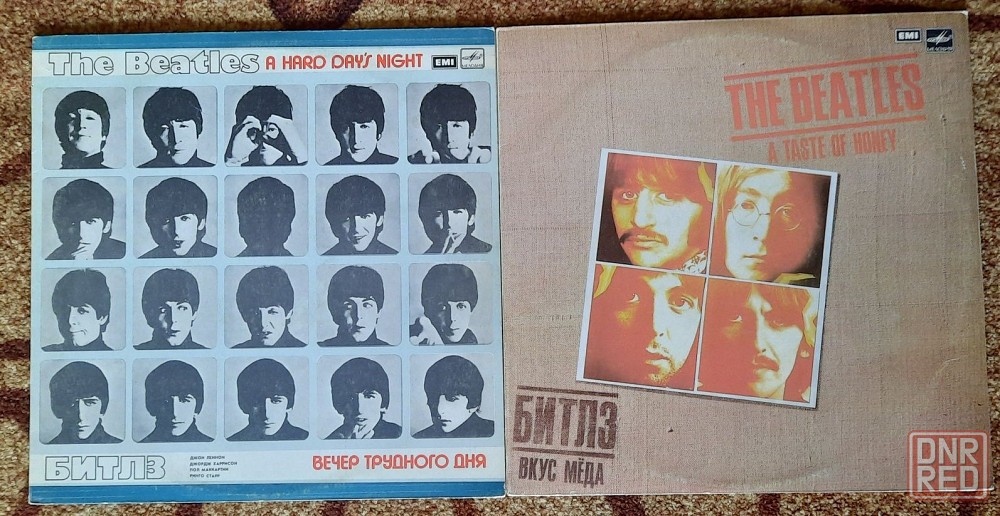 The Beatles A HARD DAY'S NIGHT EMI
БИТЛЗ
ДЖОН ЛЕННОН
ДЖОРДЖ ХАРРИСОН
ПОЛ МАККАРТНИ
РИНГО СТАРР
ВЕЧЕР ТРУДНОГО ДНЯ
EMI
THE BEATLES
A TASTE OF HONEY
БИТЛЗ
ВКУС МЁДА
DNR
RED